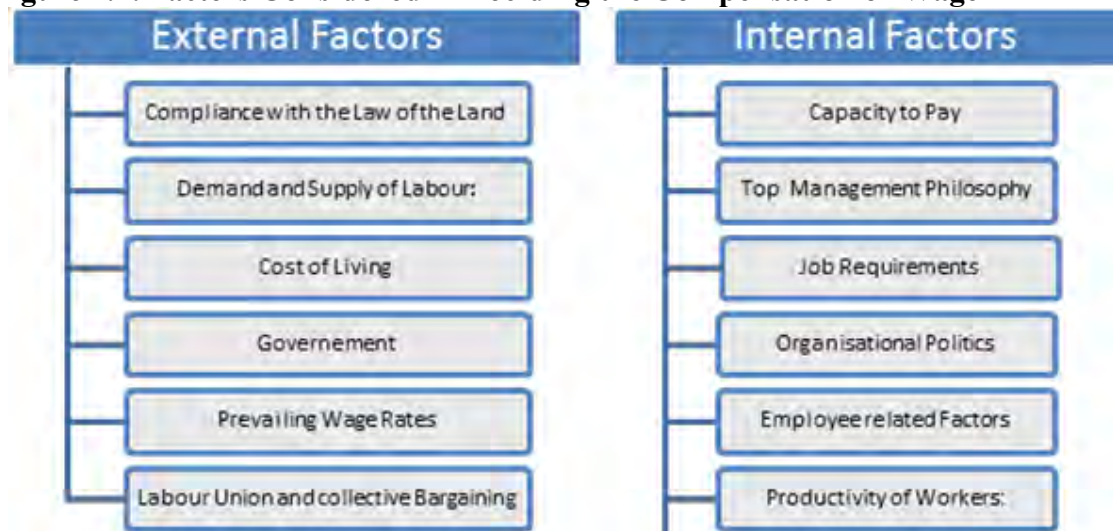 External Factors
Compliance with the Law of the Land
Demand and Supply of Labour:
Cost of Living
Governement
Prevailing Wage Rates
Labour Union and collective Bargaining
Internal Factors
Capacity to Pay
Top Management Philosophy
Job Requirements
Organisational Politics
Employee related Factors
Productivity of Workers: